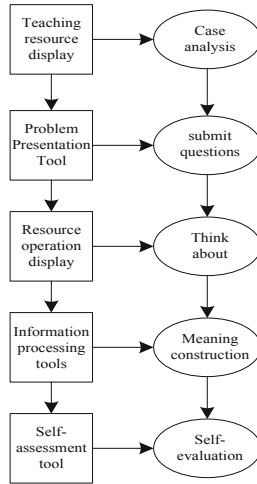 Teaching
resource
display
Case
analysis
Problem
Presentation
Tool
submit
questions
Resource
operation
display
Think
about
Information
processing
tools
Meaning
construction
Self-
assessment
tool
Self-
evaluation